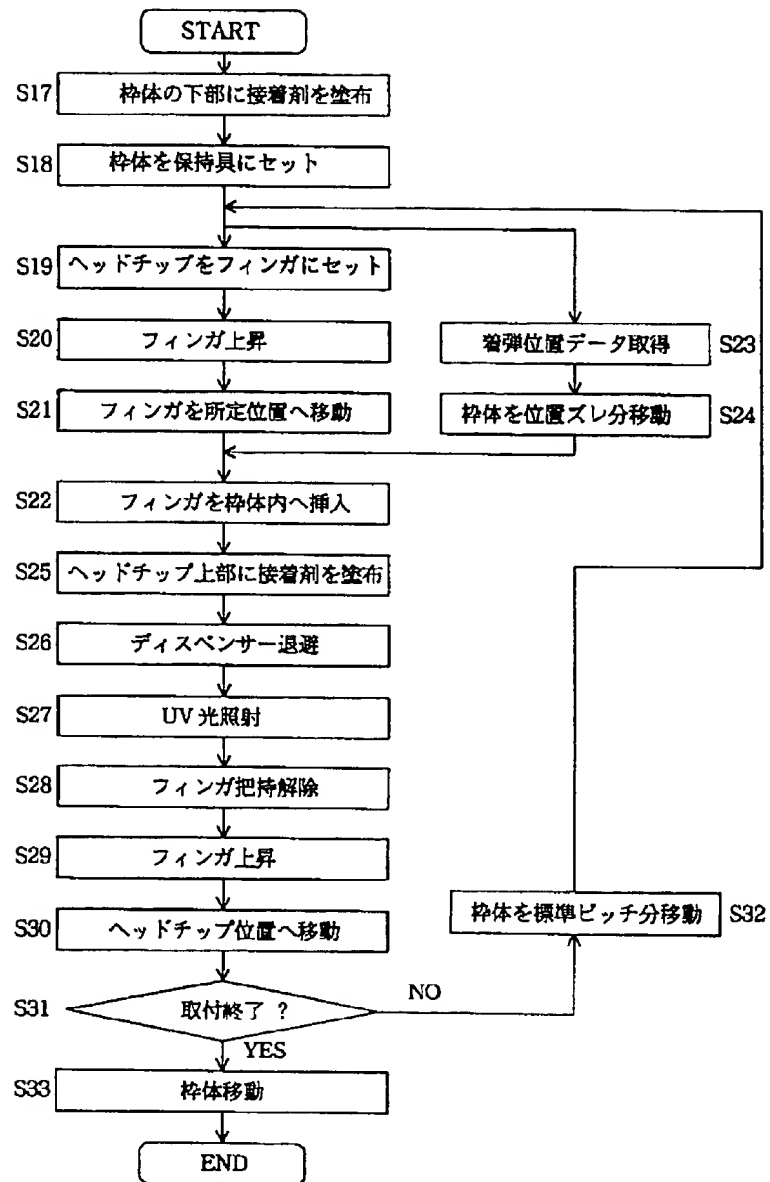 START
S17 枠体の下部に接着剤を塗布
S18 枠体を保持具にセット
S19 ヘッドチップをフィンガにセット
S20 フィンガ上昇
S21 フィンガを所定位置へ移動
着弾位置データ取得 S23
枠体を位置ズレ分移動 S24
S22 フィンガを枠体内へ挿入
S25 ヘッドチップ上部に接着剤を塗布
S26 ディスペンサー退避
S27 UV光照射
S28 フィンガ把持解除
S29 フィンガ上昇
S30 ヘッドチップ位置へ移動
枠体を標準ピッチ分移動 S32
S31 取付終了 ?
NO
YES
S33 枠体移動
END